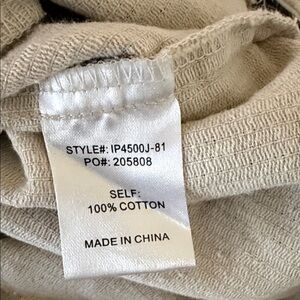 STYLE#: IP4500J-81
PO#: 205808
SELF:
100% COTTON
MADE IN CHINA